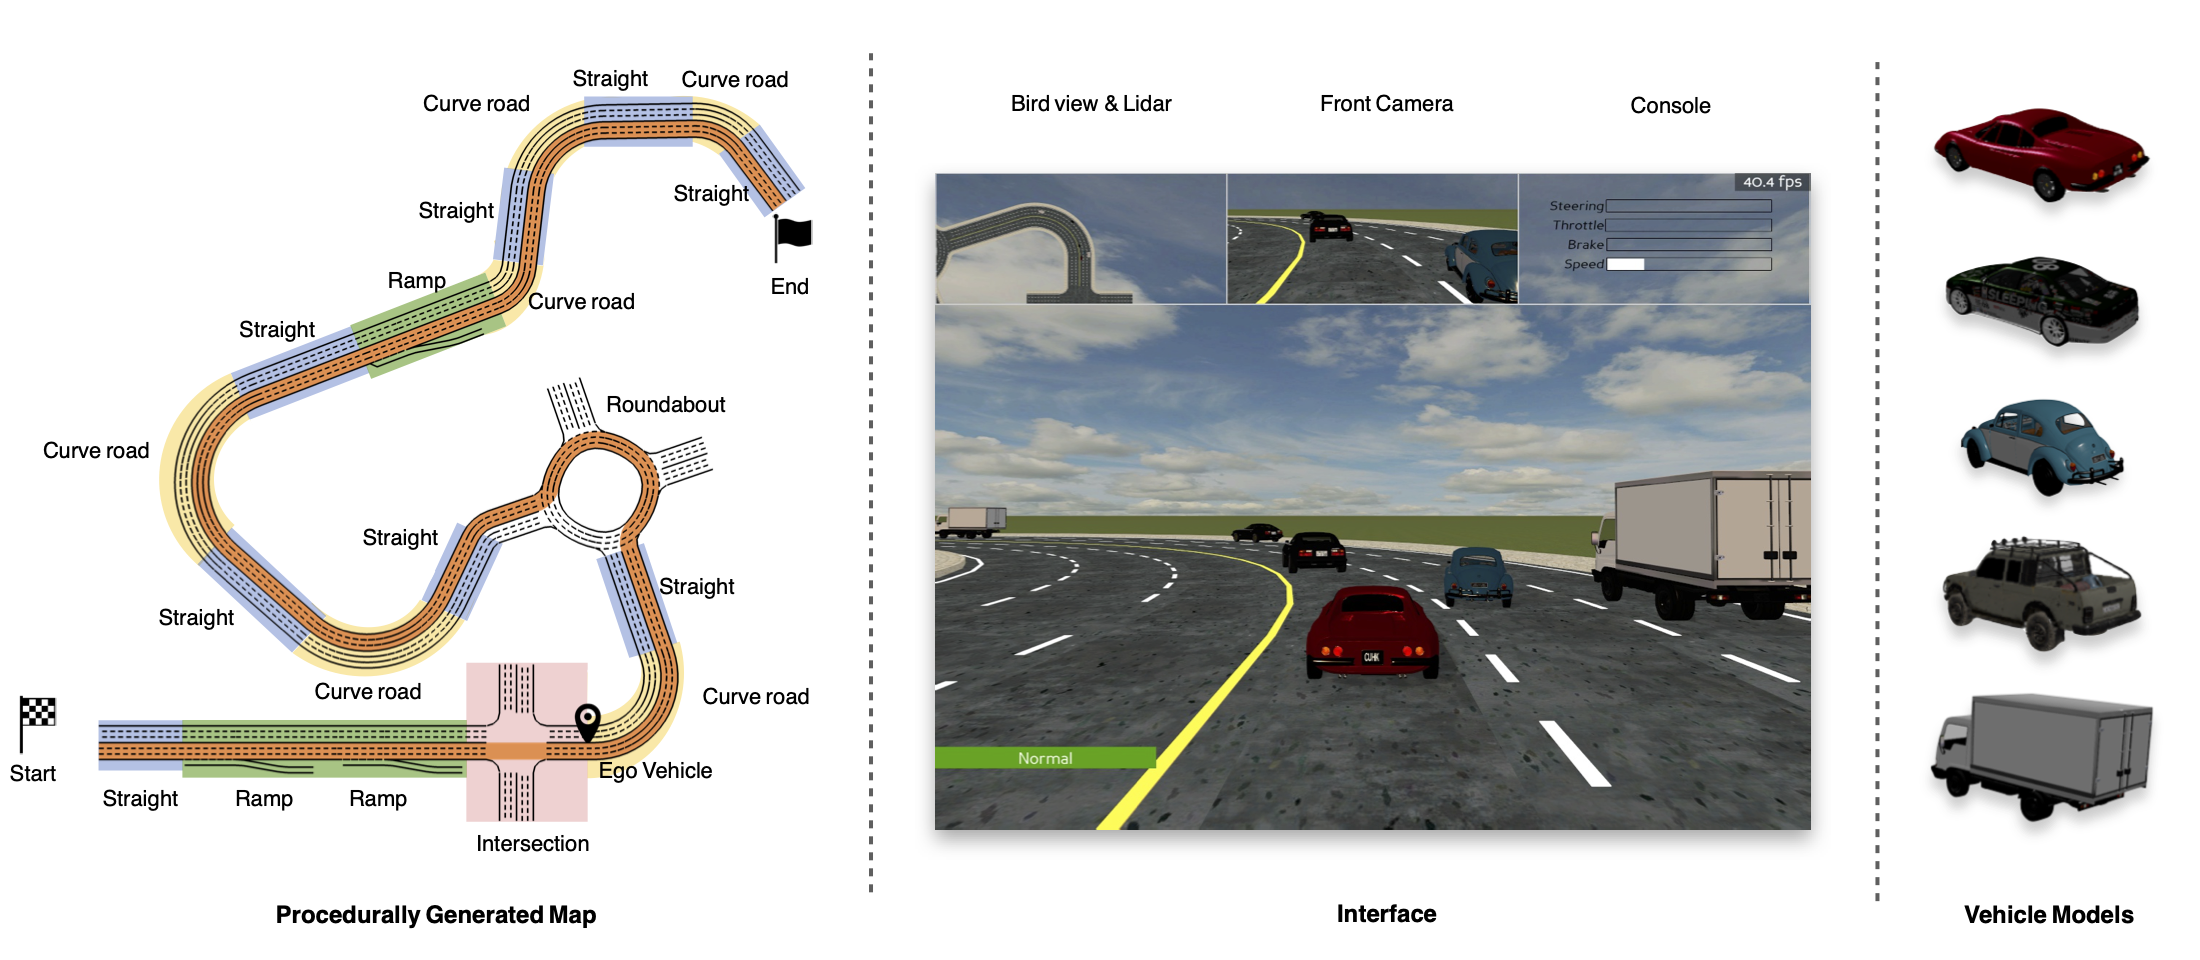 Straight
Curve road
Curve road
Straight
Straight
Ramp
End
Curve road
Straight
Roundabout
Curve road
Straight
Straight
Straight
Curve road
Curve road
Start
Ego Vehicle
Straight
Ramp
Ramp
Intersection
Procedurally Generated Map
Bird view & Lidar
Front Camera
Console
40.4 fps
Steering
Throttle
Brake
Speed
CUHK
Normal
Interface
SLEEPING
Vehicle Models